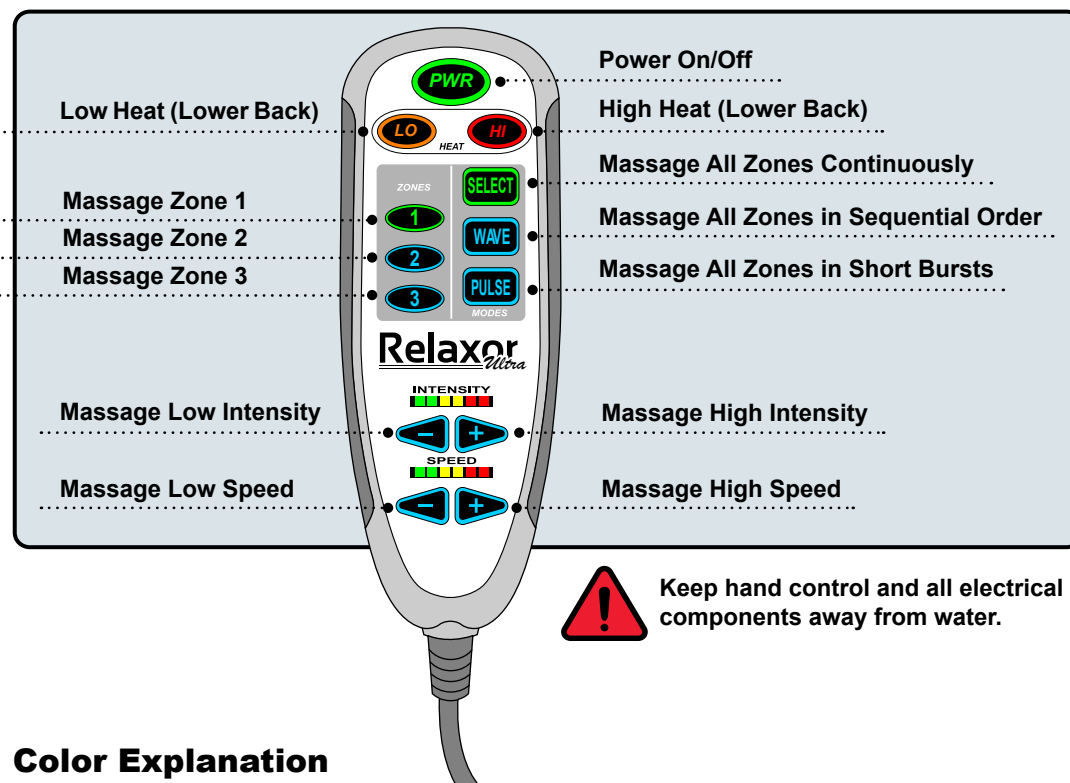 PWR
Power On/Off
Low Heat (Lower Back)
LO
HEAT
HI
High Heat (Lower Back)
ZONES
SELECT
Massage All Zones Continuously
Massage Zone 1
1
WAVE
Massage All Zones in Sequential Order
Massage Zone 2
2
Massage Zone 3
3
PULSE
MODES
Massage All Zones in Short Bursts
Relaxor
Ultra
INTENSITY
Massage Low Intensity
− +
Massage High Intensity
SPEED
Massage Low Speed
− +
Massage High Speed
!
Keep hand control and all electrical
components away from water.
Color Explanation